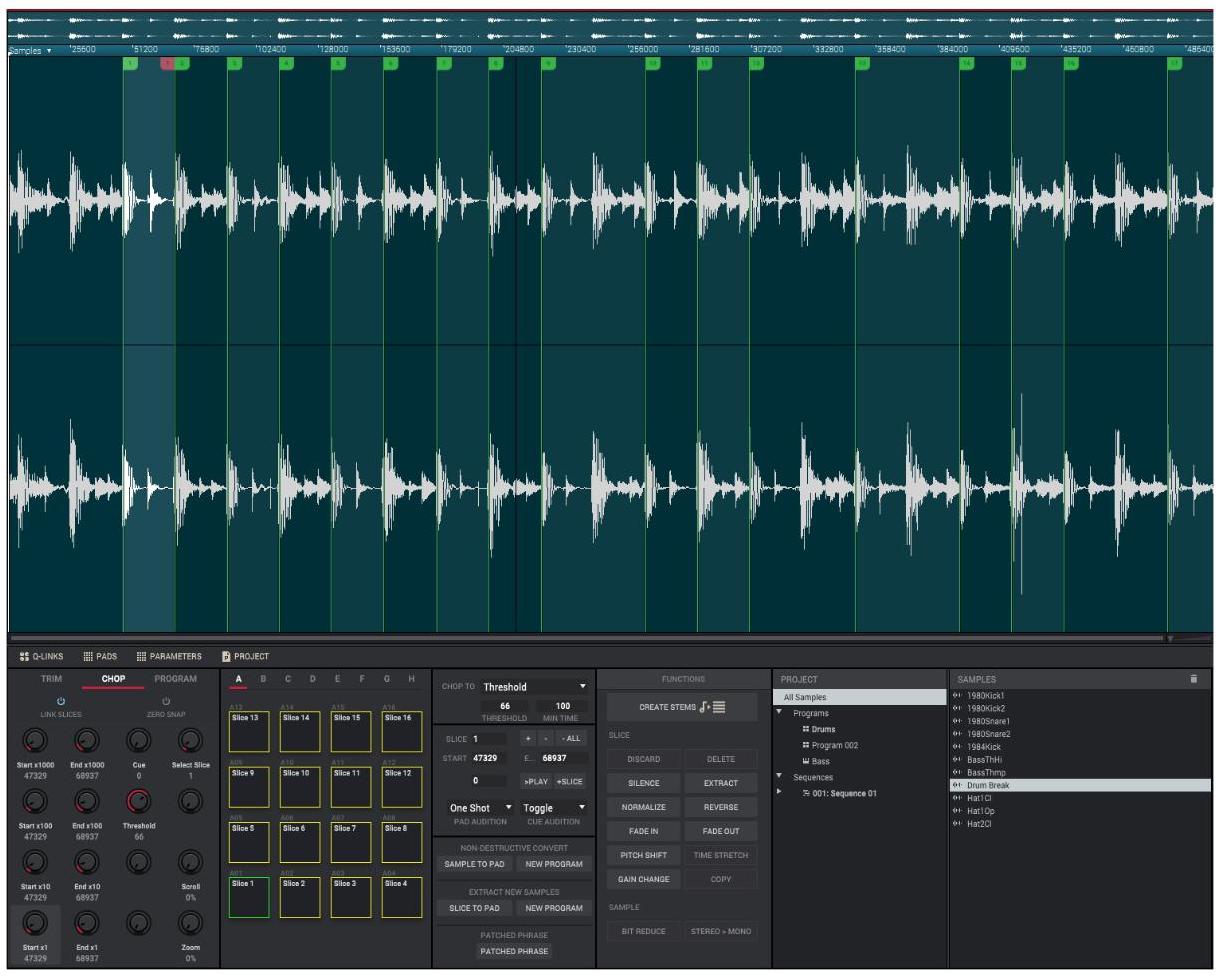 Samples ▼ '25600 '51200 '76800 '102400 '128000 '153600 '179200 '204800 '230400 '256000 '281600 '307200 '332800 '358400 '384000 '409600 '435200 '460800 '486400
1 1 2 3 4 5 6 7 8 9 10 11 12 13 14 15 16 17
Q-LINKS PADS PARAMETERS PROJECT
TRIM CHOP PROGRAM
LINK SLICES ZERO SNAP
Start x1000 End x1000 Cue Select Slice
47329 68937 0 1
Start x100 End x100 Threshold
47329 68937 66
Start x10 End x10 Scroll
47329 68937 0%
Start x1 End x1 Zoom
47329 68937 0%
A B C D E F G H
A13 A14 A15 A16
Slice 13 Slice 14 Slice 15 Slice 16
A09 A10 A11 A12
Slice 9 Slice 10 Slice 11 Slice 12
A05 A06 A07 A08
Slice 5 Slice 6 Slice 7 Slice 8
A01 A02 A03 A04
Slice 1 Slice 2 Slice 3 Slice 4
CHOP TO Threshold
66 100
THRESHOLD MIN TIME
SLICE 1 + - - ALL
START 47329 E... 68937
0 >PLAY +SLICE
One Shot Toggle
PAD AUDITION CUE AUDITION
NON-DESTRUCTIVE CONVERT
SAMPLE TO PAD NEW PROGRAM
EXTRACT NEW SAMPLES
SLICE TO PAD NEW PROGRAM
PATCHED PHRASE
PATCHED PHRASE
FUNCTIONS
CREATE STEMS
SLICE
DISCARD DELETE
SILENCE EXTRACT
NORMALIZE REVERSE
FADE IN FADE OUT
PITCH SHIFT TIME STRETCH
GAIN CHANGE COPY
SAMPLE
BIT REDUCE STEREO > MONO
PROJECT
All Samples
Programs
Drums
Program 002
Bass
Sequences
001: Sequence 01
SAMPLES
1980Kick1
1980Kick2
1980Snare1
1980Snare2
1984Kick
BassThHi
BassThmp
Drum Break
Hat1Cl
Hat1Op
Hat2Cl